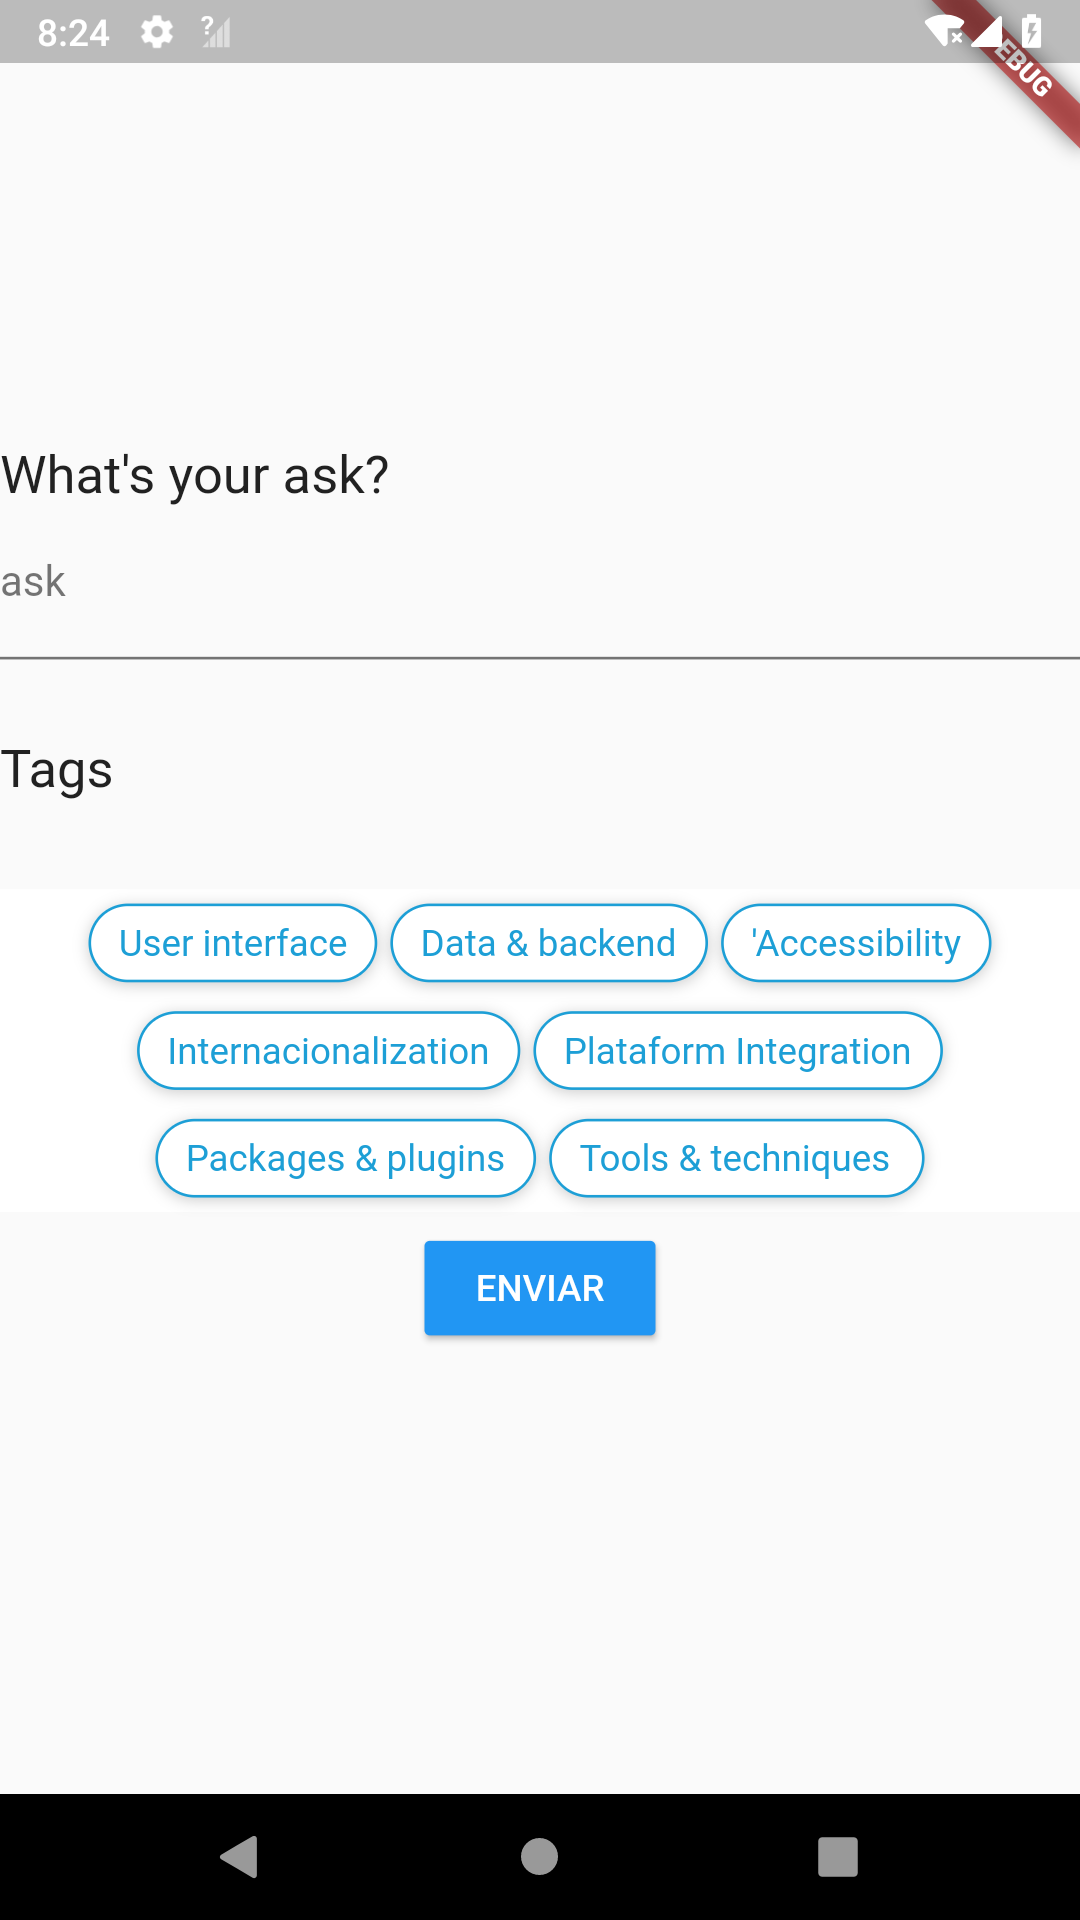 8:24 ?
EBUG
What's your ask?
ask
Tags
User interface Data & backend 'Accessibility
Internacionalization Plataform Integration
Packages & plugins Tools & techniques
ENVIAR